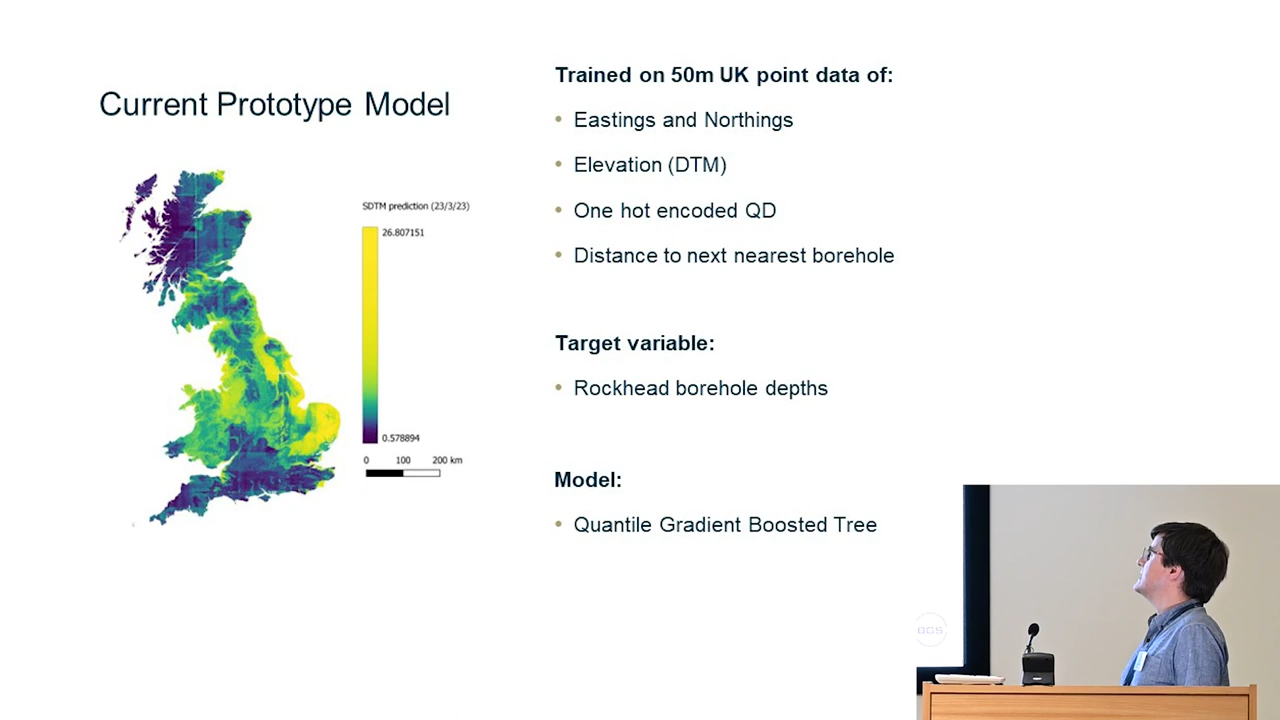 Current Prototype Model
SDTM prediction (23/3/23)
26.807151
0.578894
0 100 200 km
Trained on 50m UK point data of:
• Eastings and Northings
• Elevation (DTM)
• One hot encoded QD
• Distance to next nearest borehole
Target variable:
• Rockhead borehole depths
Model:
• Quantile Gradient Boosted Tree
BGS